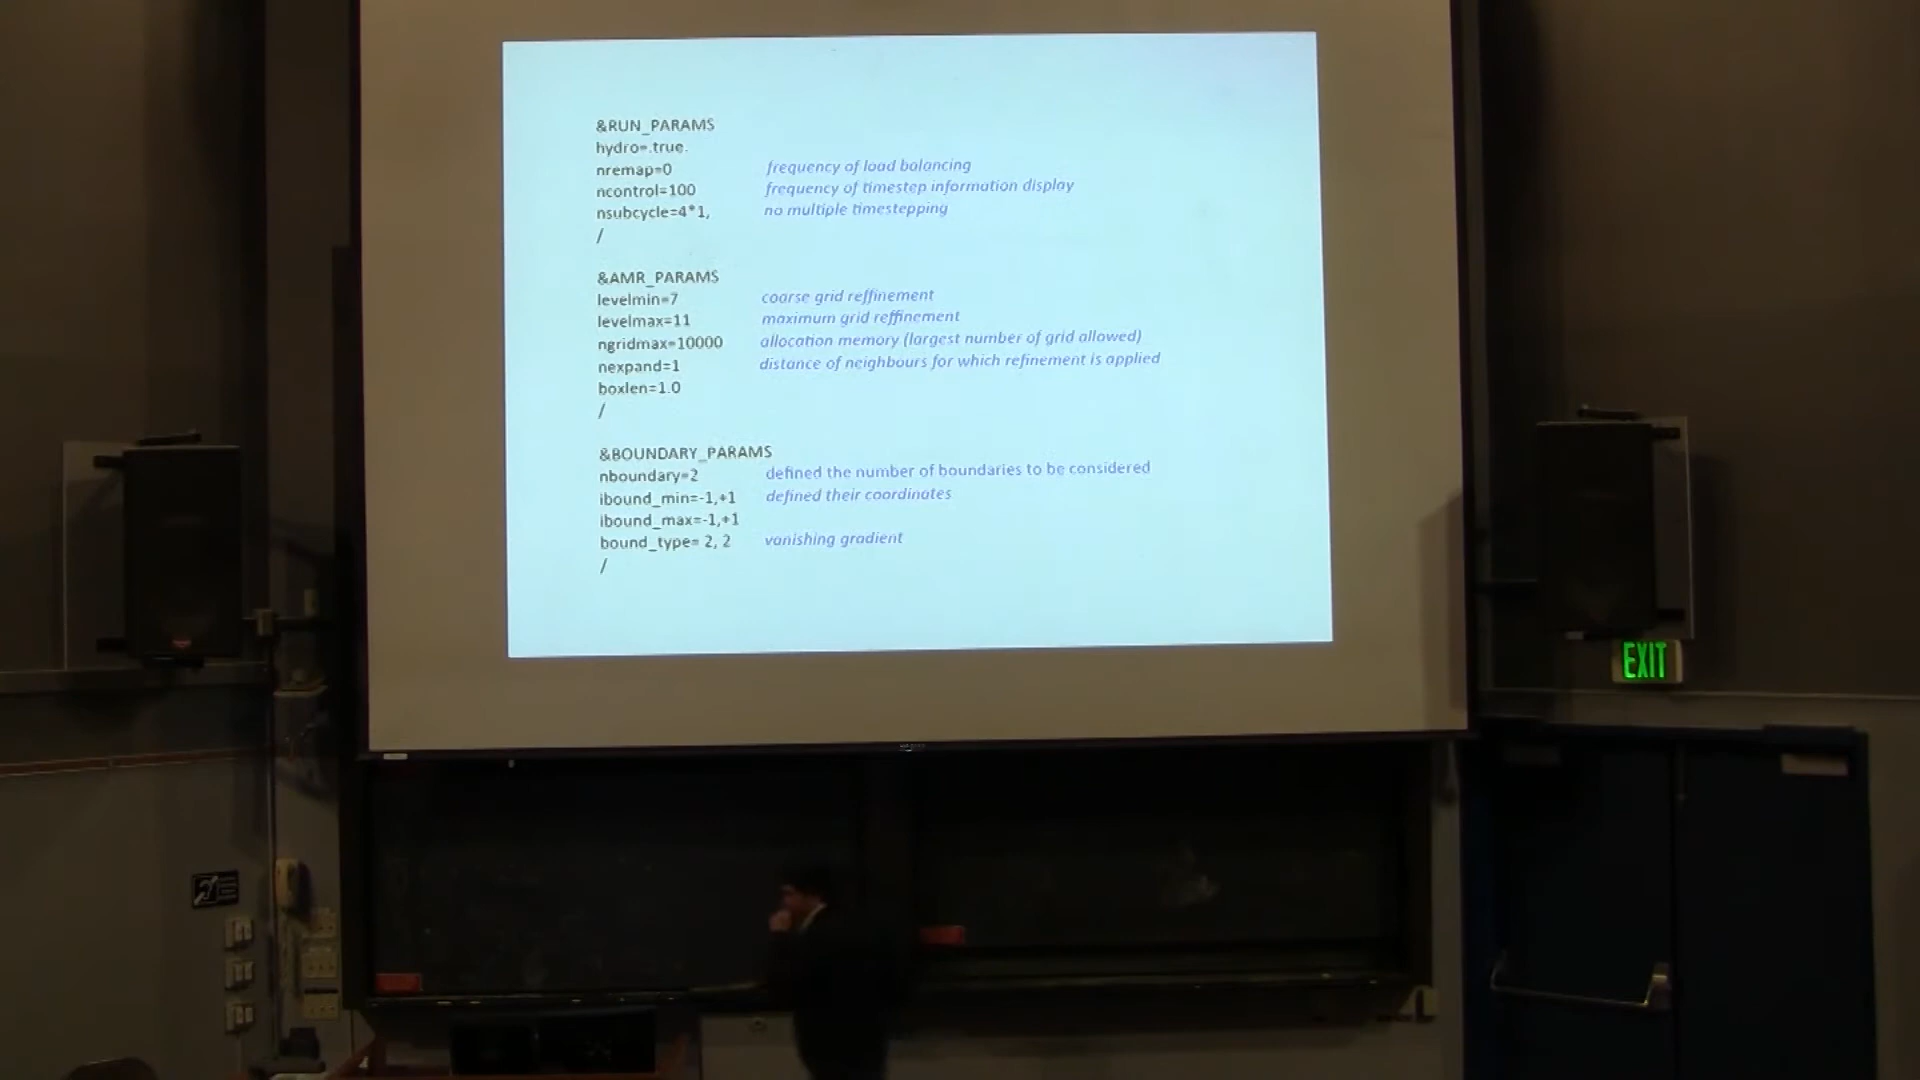 &RUN_PARAMS
hydro=.true.
nremap=0 frequency of load balancing
ncontrol=100 frequency of timestep information display
nsubcycle=4*1, no multiple timestepping
/
&AMR_PARAMS
levelmin=7 coarse grid reffinement
levelmax=11 maximum grid reffinement
ngridmax=10000 allocation memory (largest number of grid allowed)
nexpand=1 distance of neighbours for which refinement is applied
boxlen=1.0
/
&BOUNDARY_PARAMS
nboundary=2 defined the number of boundaries to be considered
ibound_min=-1,+1 defined their coordinates
ibound_max=-1,+1
bound_type= 2, 2 vanishing gradient
/
EXIT